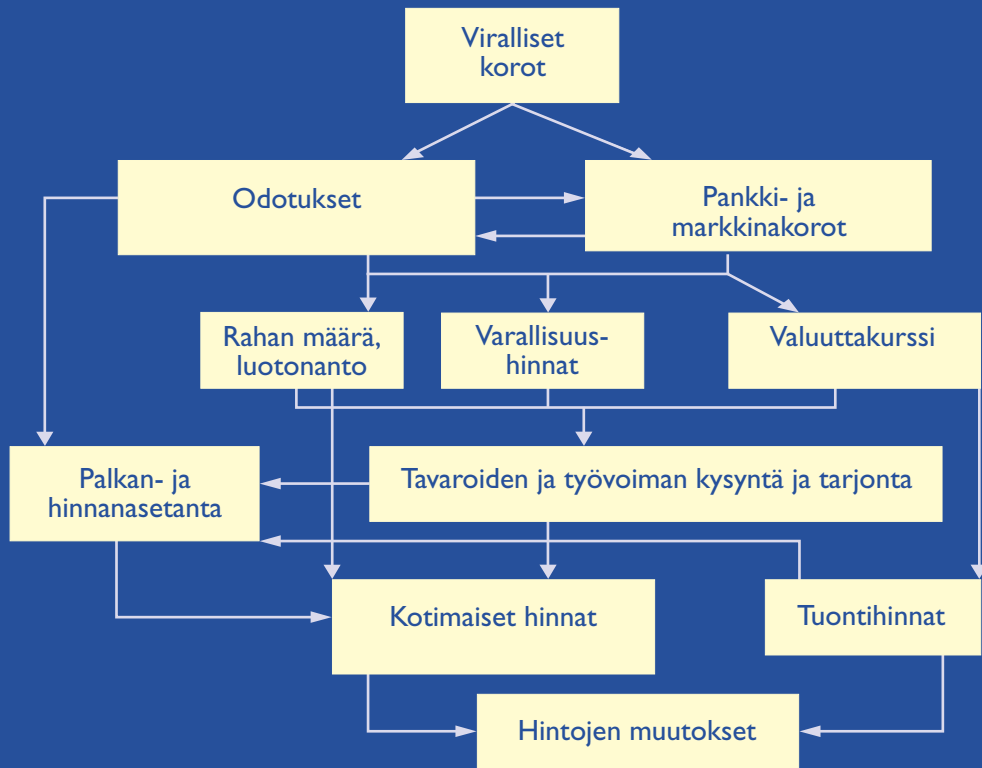 Viralliset
korot
Odotukset
Pankki- ja
markkinakorot
Rahan määrä,
luotonanto
Varallisuus-
hinnat
Valuuttakurssi
Palkan- ja
hinnanasetanta
Tavaroiden ja työvoiman kysyntä ja tarjonta
Kotimaiset hinnat
Tuontihinnat
Hintojen muutokset